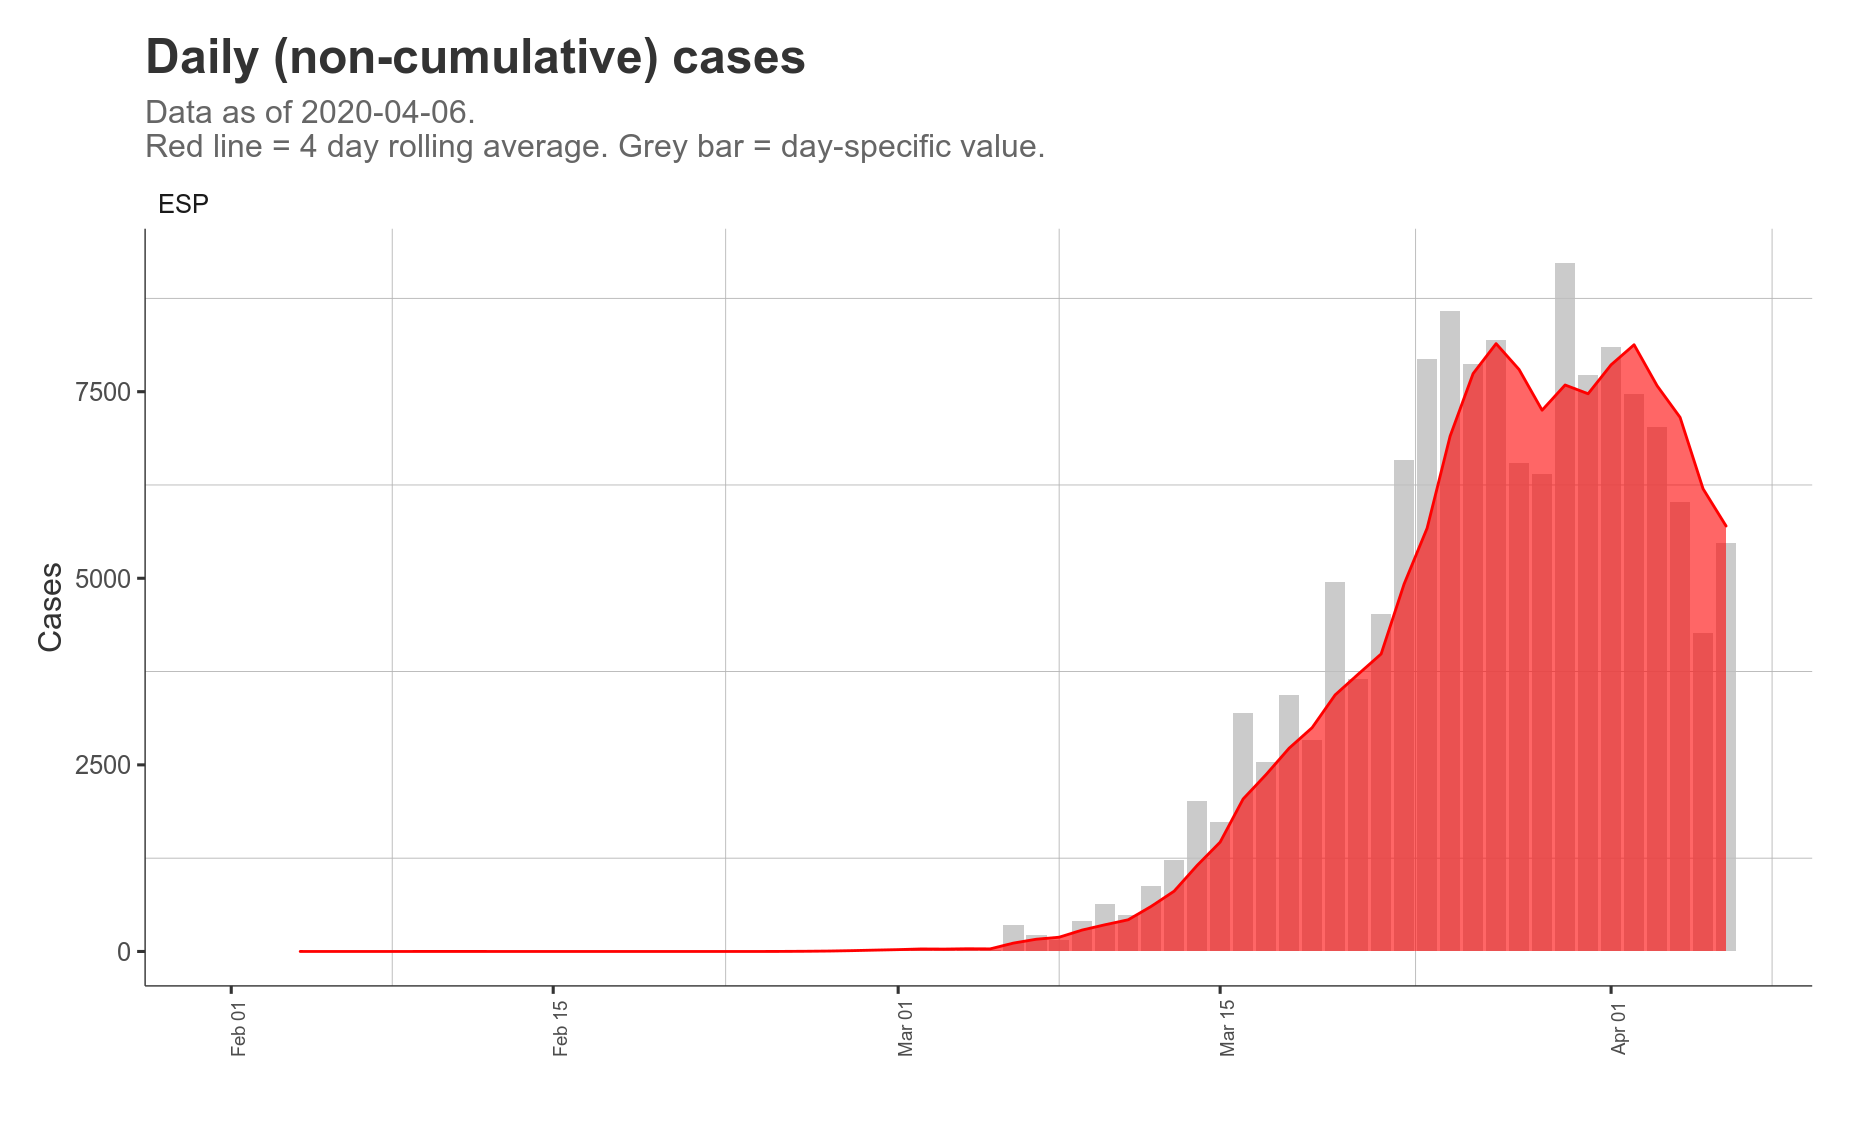 Daily (non-cumulative) cases
Data as of 2020-04-06.
Red line = 4 day rolling average. Grey bar = day-specific value.
ESP
Cases
7500
5000
2500
0
Feb 01
Feb 15
Mar 01
Mar 15
Apr 01